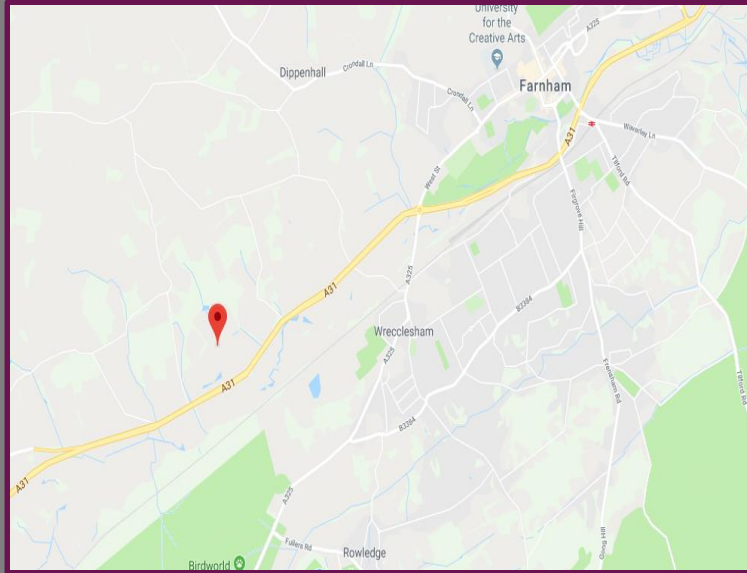 University
for the
Creative Arts
A325
Dippenhall
Crondall Ln
Farnham
Crondall Ln
A31
Waverley Ln
West St
Tilford Rd
Firgrove Hill
A325
A31
B3384
Wrecclesham
A325
A31
Frensham Rd
Tilford Rd
B3384
A31
A325
Gong Hill
Fullers Rd
Rowledge
Birdworld